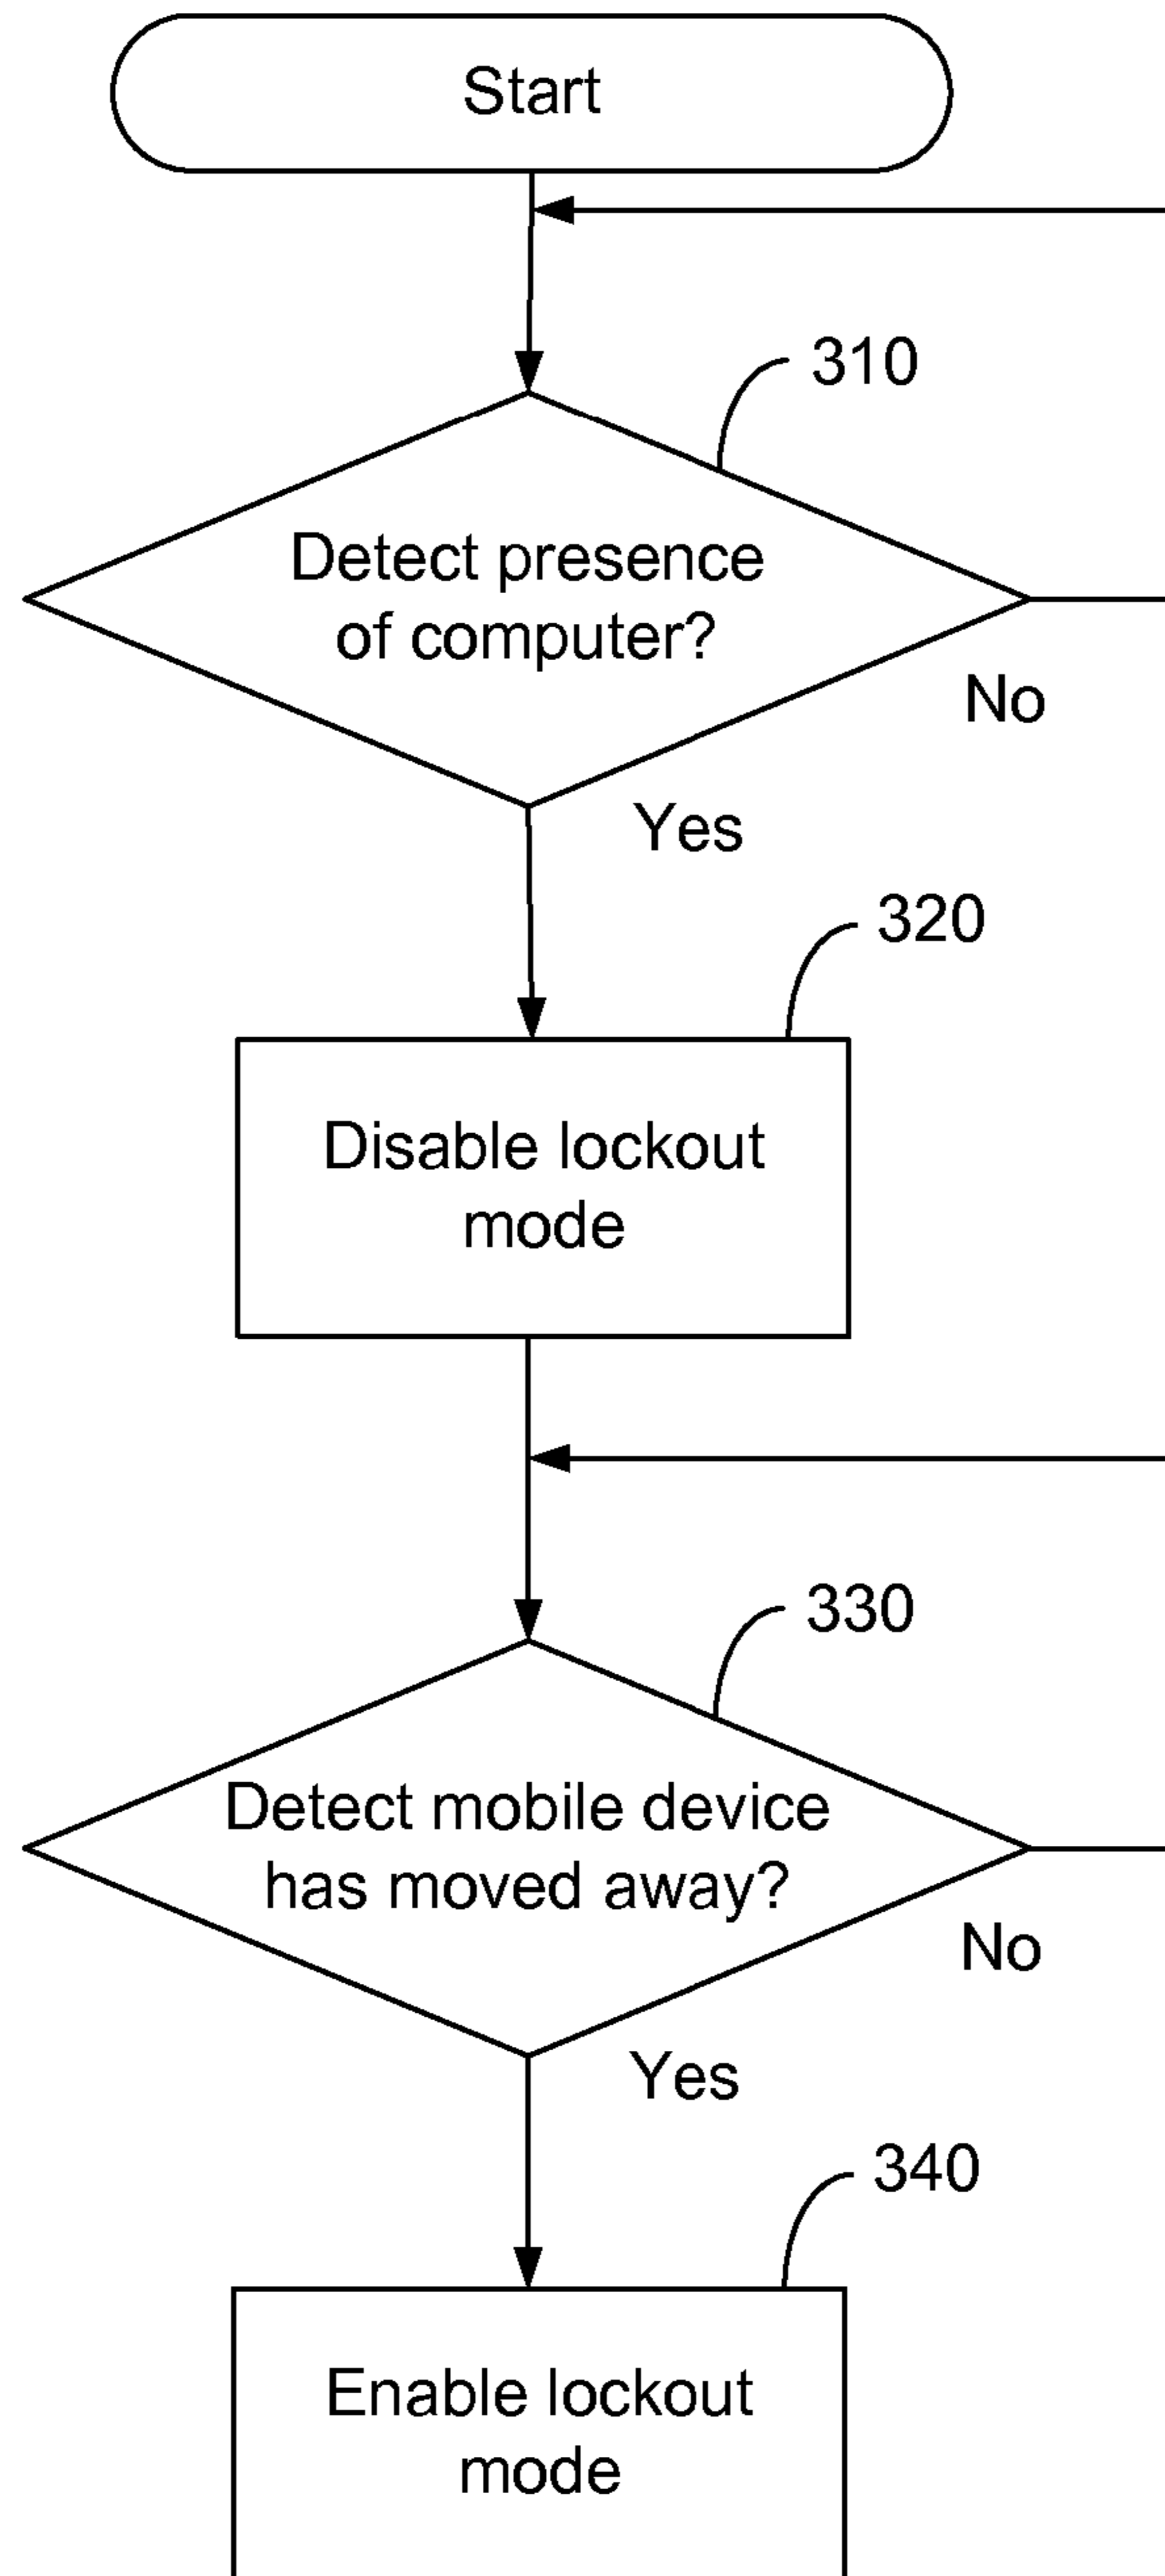 Start
310
Detect presence
of computer?
No
Yes
320
Disable lockout
mode
330
Detect mobile device
has moved away?
No
Yes
340
Enable lockout
mode